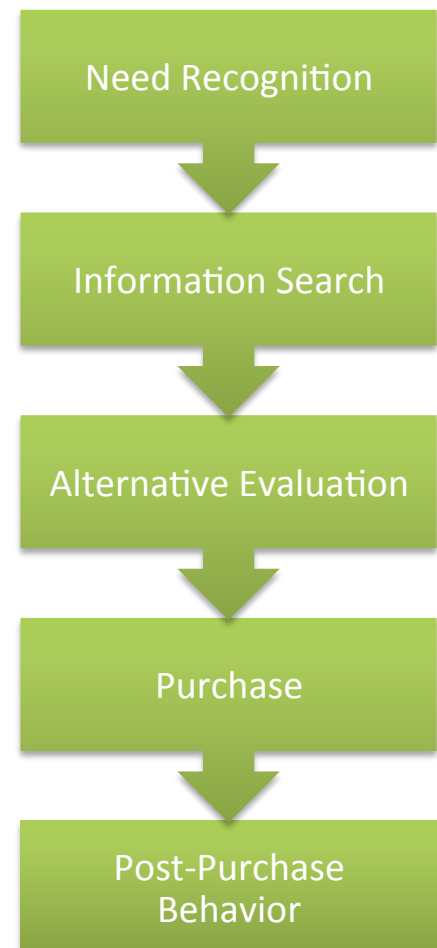 Need Recognition
Information Search
Alternative Evaluation
Purchase
Post-Purchase
Behavior